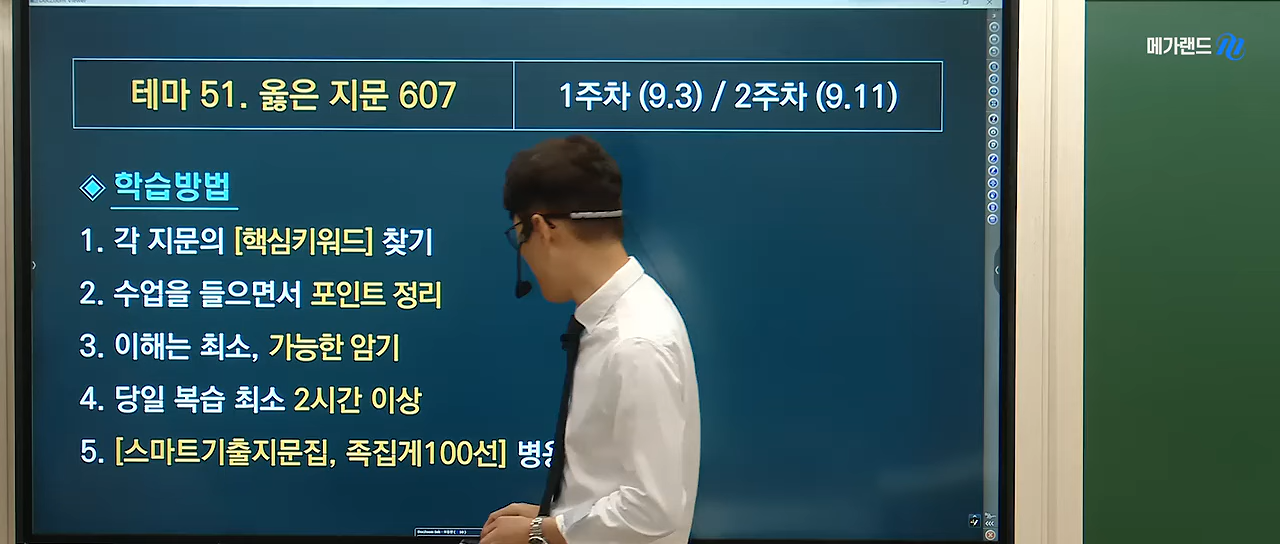 메가랜드
테마 51. 옳은 지문 607
1주차 (9.3) / 2주차 (9.11)
학습방법
1. 각 지문의 [핵심키워드] 찾기
2. 수업을 들으면서 포인트 정리
3. 이해는 최소, 가능한 암기
4. 당일 복습 최소 2시간 이상
5. [스마트기출지문집, 족집게100선]